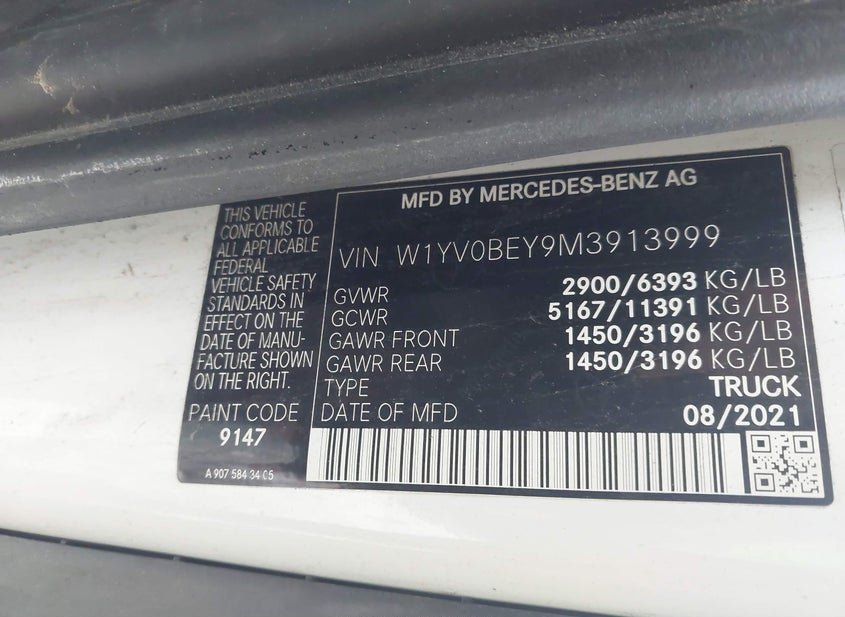 MFD BY MERCEDES-BENZ AG
THIS VEHICLE
CONFORMS TO
ALL APPLICABLE
FEDERAL
VEHICLE SAFETY
STANDARDS IN
EFFECT ON THE
DATE OF MANU-
FACTURE SHOWN
ON THE RIGHT.
PAINT CODE
9147
A 907 584 34 05
VIN W1YV0BEY9M3913999
GVWR 2900/6393 KG/LB
GCWR 5167/11391 KG/LB
GAWR FRONT 1450/3196 KG/LB
GAWR REAR 1450/3196 KG/LB
TYPE TRUCK
DATE OF MFD 08/2021